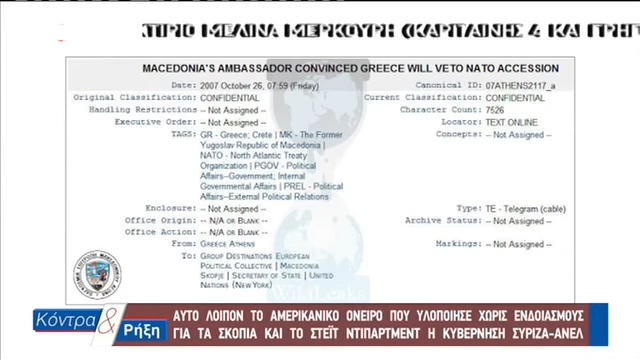 ΚΤΙΡΙΟ ΜΕΛΙΝΑ ΜΕΡΚΟΥΡΗ (ΚΑΡΙΤΑΙΝΗΣ 4 ΚΑΙ ΓΡΗΓ
MACEDONIA'S AMBASSADOR CONVINCED GREECE WILL VETO NATO ACCESSION
Date: 2007 October 26, 07:59 (Friday)
Canonical ID: 07ATHENS2117_a
Original Classification: CONFIDENTIAL
Current Classification: CONFIDENTIAL
Handling Restrictions -- Not Assigned --
Character Count: 7526
Executive Order: -- Not Assigned --
Locator: TEXT ONLINE
TAGS: GR - Greece; Crete | MK - The Former
Concepts: -- Not Assigned --
Yugoslav Republic of Macedonia |
NATO - North Atlantic Treaty
Organization | PGOV - Political
Affairs--Government; Internal
Governmental Affairs | PREL - Political
Affairs--External Political Relations
Enclosure: -- Not Assigned --
Type: TE - Telegram (cable)
Office Origin: -- N/A or Blank --
Archive Status: -- Not Assigned --
Office Action: -- N/A or Blank --
From: Greece Athens
Markings: -- Not Assigned --
To: Group Destinations European
Political Collective | Macedonia
Skopje | Secretary of State | United
Nations (New York)
WikiLeaks
Κόντρα & Ρήξη
ΑΥΤΟ ΛΟΙΠΟΝ ΤΟ ΑΜΕΡΙΚΑΝΙΚΟ ΟΝΕΙΡΟ ΠΟΥ ΥΛΟΠΟΙΗΣΕ ΧΩΡΙΣ ΕΝΔΟΙΑΣΜΟΥΣ
ΓΙΑ ΤΑ ΣΚΟΠΙΑ ΚΑΙ ΤΟ ΣΤΕΪΤ ΝΤΙΠΑΡΤΜΕΝΤ Η ΚΥΒΕΡΝΗΣΗ ΣΥΡΙΖΑ-ΑΝΕΛ